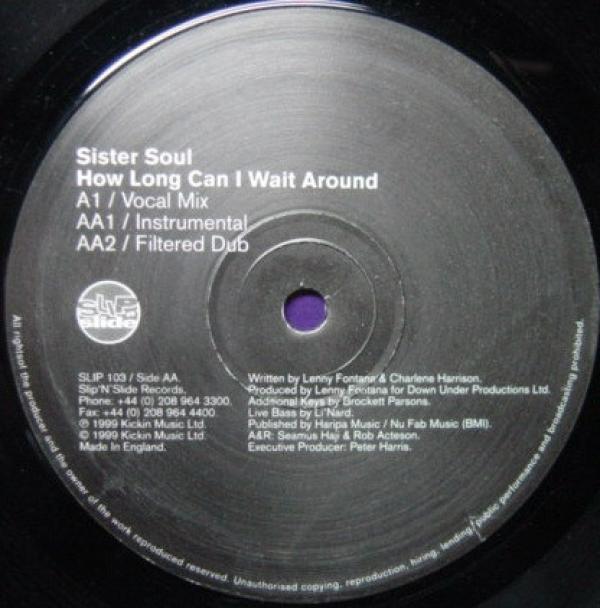 Sister Soul
How Long Can I Wait Around
A1 / Vocal Mix
AA1 / Instrumental
AA2 / Filtered Dub
SLIP
slide
SLIP 103 / Side AA.
Slip'N'Slide Records.
Phone: +44 (0) 208 964 3300.
Fax: +44 (0) 208 964 4400.
℗ 1999 Kickin Music Ltd.
© 1999 Kickin Music Ltd.
Made In England.
Written by Lenny Fontana & Charlene Harrison.
Produced by Lenny Fontana for Down Under Productions Ltd.
Additional Keys by Brockett Parsons.
Live Bass by Li'Nard.
Published by Haripa Music / Nu Fab Music (BMI).
A&R: Seamus Haji & Rob Acteson.
Executive Producer: Peter Harris.
All rightsof the producer and the owner of the work reproduced reserved. Unauthorised copying, reproduction, hiring, lending, public performance and broadcasting prohibited.